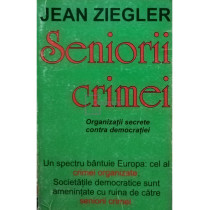 JEAN ZIEGLER
Seniorii
crimei
Organizaţii secrete
contra democraţiei
Un spectru bântuie Europa: cel al
crimei organizate.
Societăţile democratice sunt
ameninţate cu ruina de către
seniorii crimei.